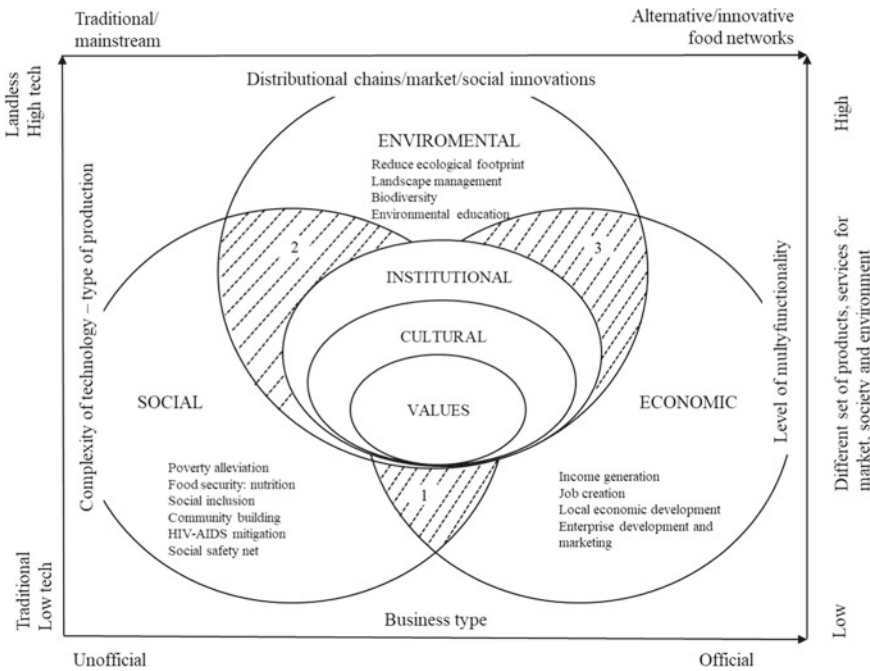 Traditional/
mainstream
Alternative/innovative
food networks
Distributional chains/market/social innovations
Landless
High tech
High
ENVIROMENTAL
Reduce ecological footprint
Landscape management
Biodiversity
Environmental education
2
3
INSTITUTIONAL
CULTURAL
VALUES
SOCIAL
ECONOMIC
Complexity of technology – type of production
Level of multyfunctionality
Different set of products, services for
market, society and environment
Poverty alleviation
Food security: nutrition
Social inclusion
Community building
HIV-AIDS mitigation
Social safety net
1
Income generation
Job creation
Local economic development
Enterprise development and
marketing
Traditional
Low tech
Low
Business type
Unofficial
Official